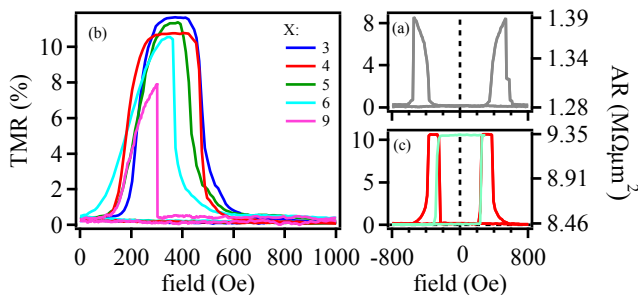 (b)
X:
3
4
5
6
9
TMR (%)
12
10
8
6
4
2
0
0 200 400 600 800 1000
field (Oe)
(a)
8
4
0
1.39
1.34
1.28
AR (MΩμm²)
(c)
10
5
0
9.35
8.91
8.46
-800 0 800
field (Oe)